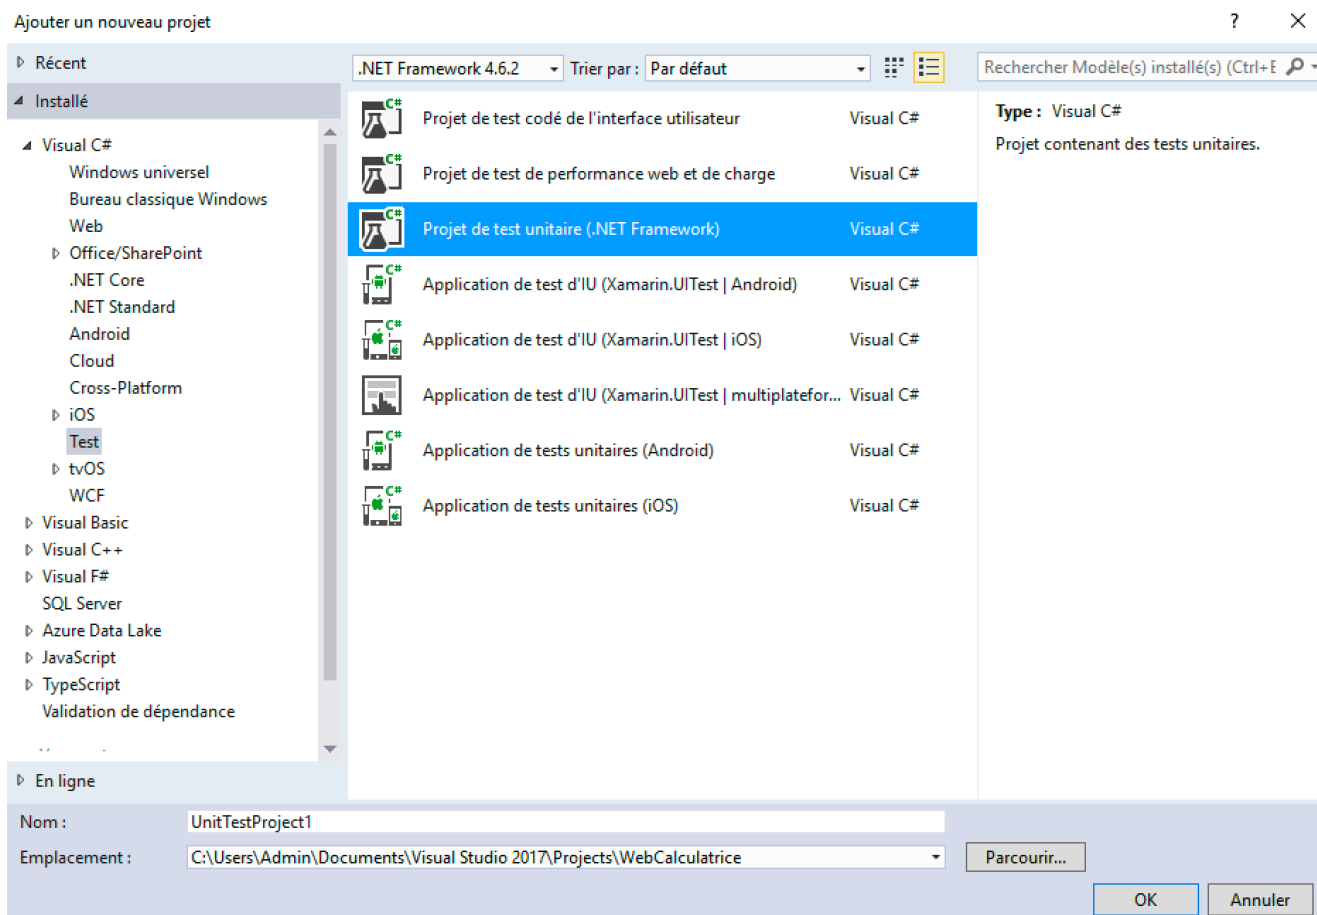 Ajouter un nouveau projet
?
Récent
Installé
Visual C#
Windows universel
Bureau classique Windows
Web
Office/SharePoint
.NET Core
.NET Standard
Android
Cloud
Cross-Platform
iOS
Test
tvOS
WCF
Visual Basic
Visual C++
Visual F#
SQL Server
Azure Data Lake
JavaScript
TypeScript
Validation de dépendance
En ligne
.NET Framework 4.6.2
Trier par : Par défaut
Rechercher Modèle(s) installé(s) (Ctrl+E
C# Projet de test codé de l'interface utilisateur Visual C#
C# Projet de test de performance web et de charge Visual C#
C# Projet de test unitaire (.NET Framework) Visual C#
C# Application de test d'IU (Xamarin.UITest | Android) Visual C#
C# Application de test d'IU (Xamarin.UITest | iOS) Visual C#
Application de test d'IU (Xamarin.UITest | multiplatefor... Visual C#
C# Application de tests unitaires (Android) Visual C#
C# Application de tests unitaires (iOS) Visual C#
Type : Visual C#
Projet contenant des tests unitaires.
Nom : UnitTestProject1
Emplacement : C:\Users\Admin\Documents\Visual Studio 2017\Projects\WebCalculatrice
Parcourir...
OK
Annuler